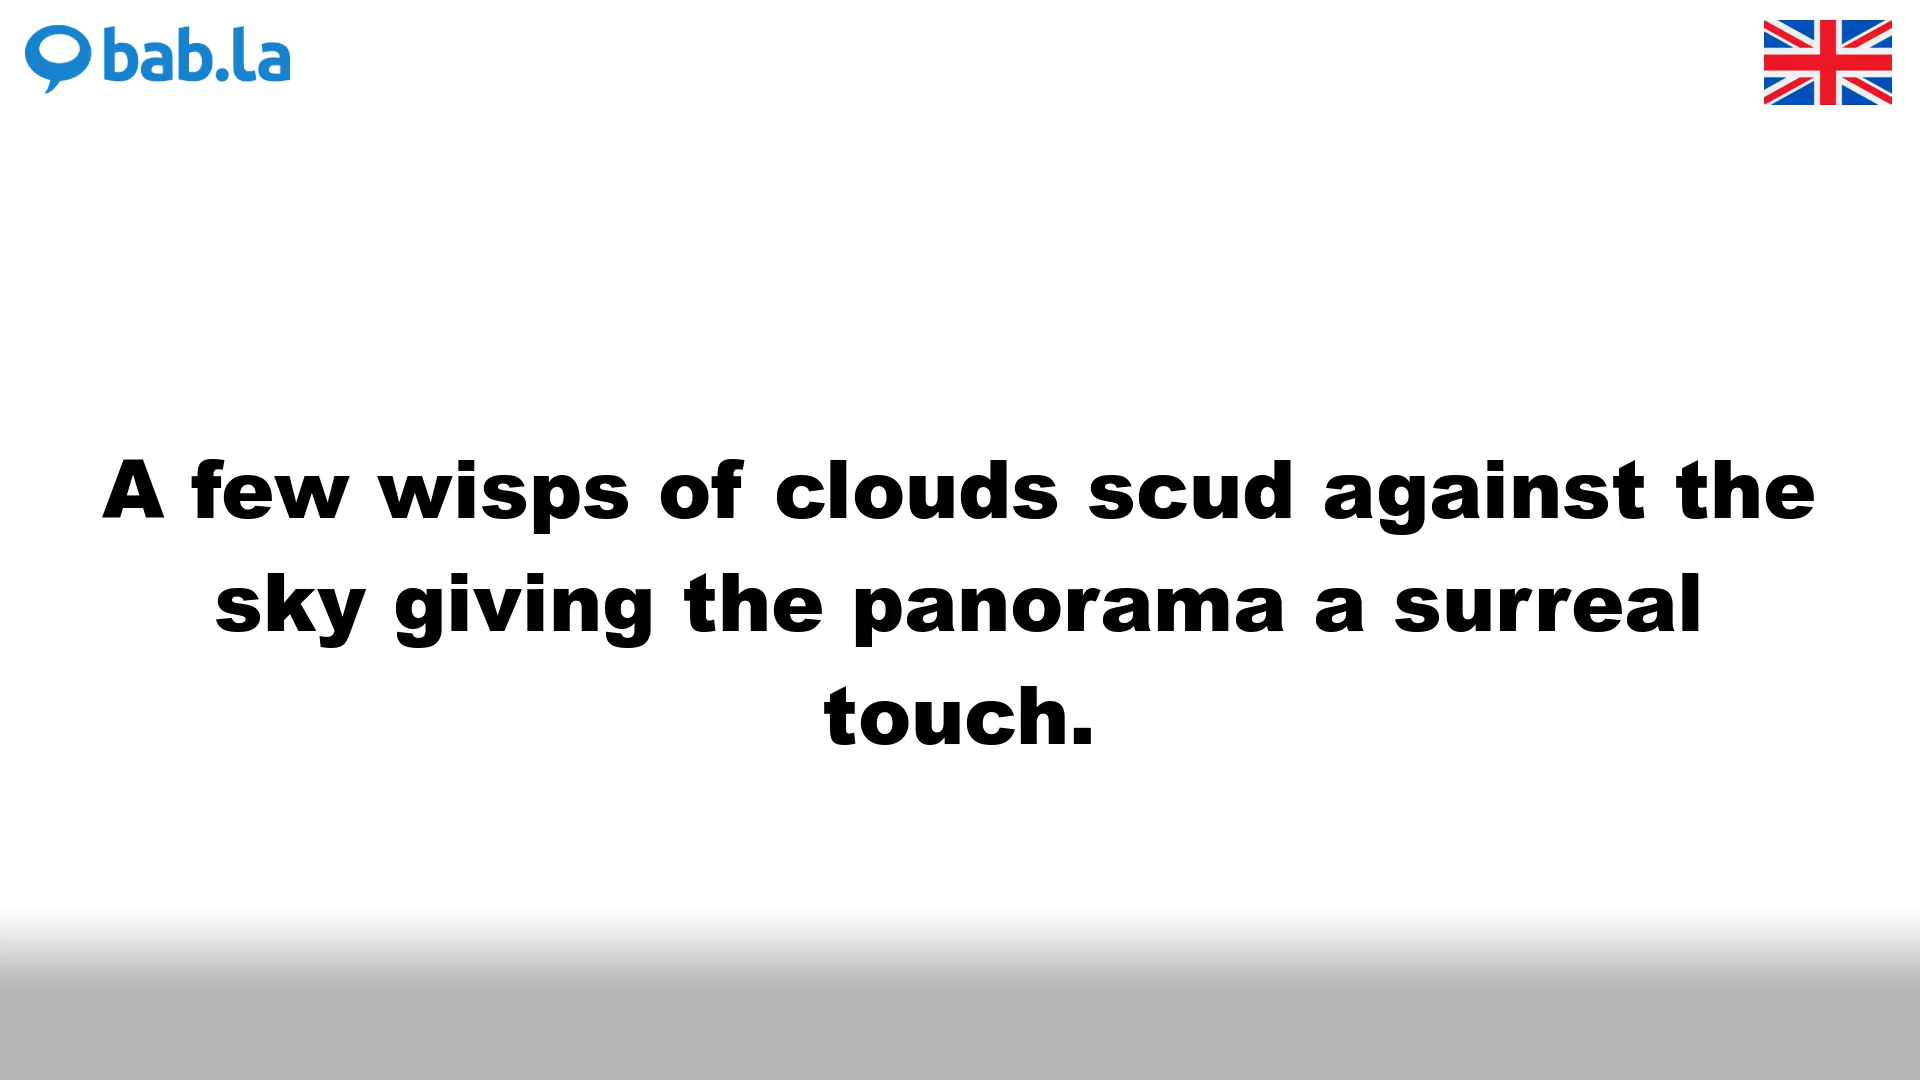 bab.la
A few wisps of clouds scud against the
sky giving the panorama a surreal
touch.